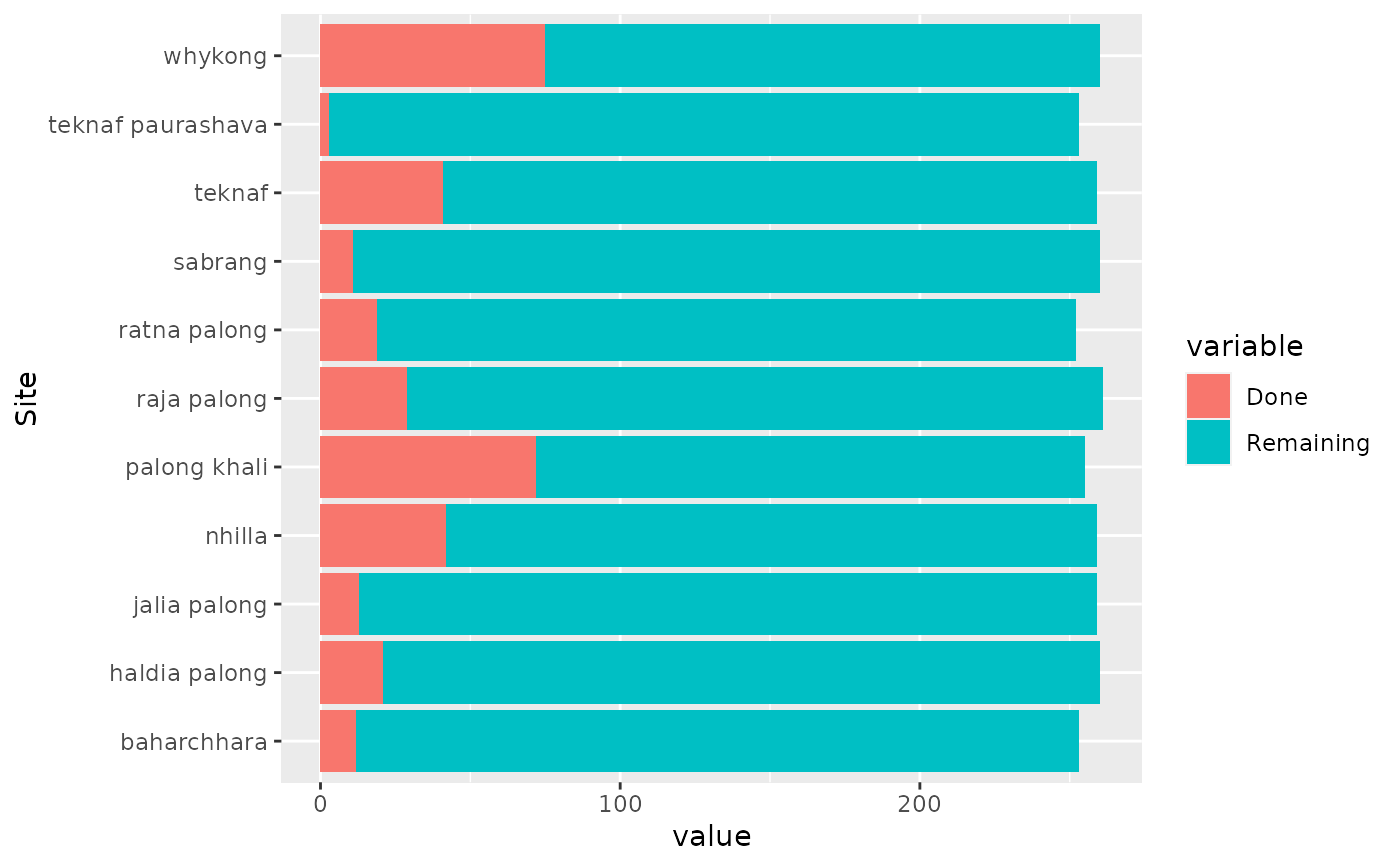 whykong
teknaf paurashava
teknaf
sabrang
ratna palong
raja palong
palong khali
nhilla
jalia palong
haldia palong
baharchhara
Site
0 100 200
value
variable
Done
Remaining